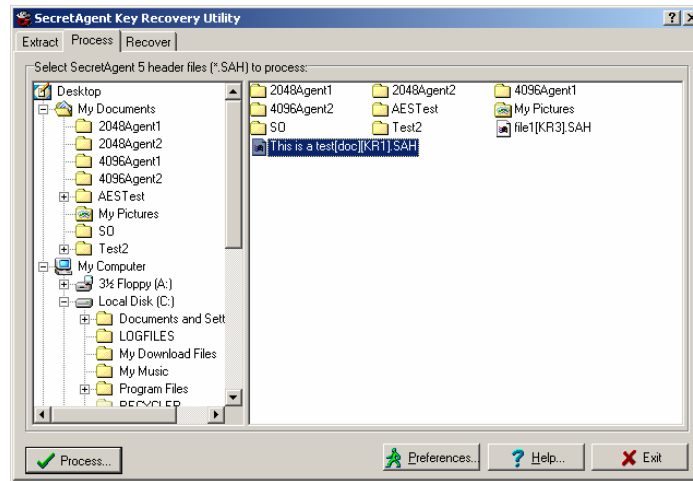 SecretAgent Key Recovery Utility
Extract Process Recover
Select SecretAgent 5 header files (*.SAH) to process:
Desktop
My Documents
2048Agent1
2048Agent2
4096Agent1
4096Agent2
AESTest
My Pictures
SO
Test2
My Computer
3½ Floppy (A:)
Local Disk (C:)
Documents and Sett
LOGFILES
My Download Files
My Music
Program Files
RECYCLER
2048Agent1 2048Agent2 4096Agent1
4096Agent2 AESTest My Pictures
SO Test2 file1[KR3].SAH
This is a test[doc][KR1].SAH
Process... Preferences... Help... Exit